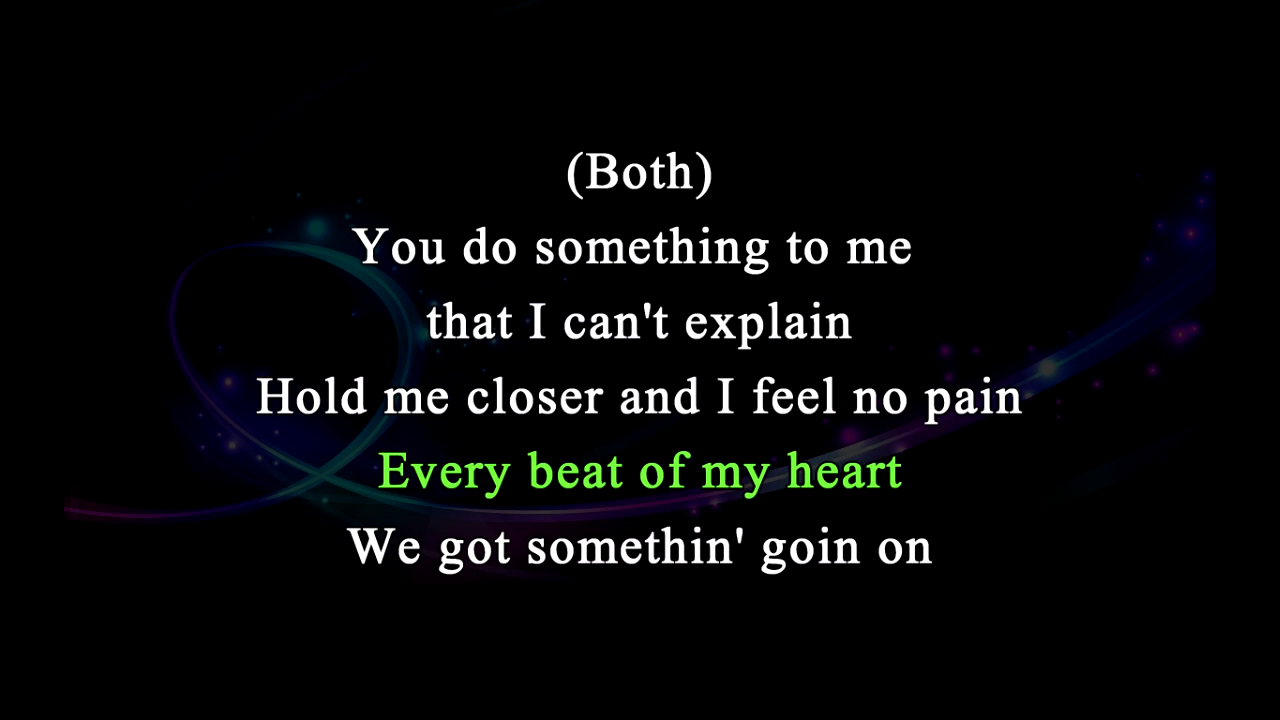 (Both)
You do something to me
that I can't explain
Hold me closer and I feel no pain
Every beat of my heart
We got somethin' goin on